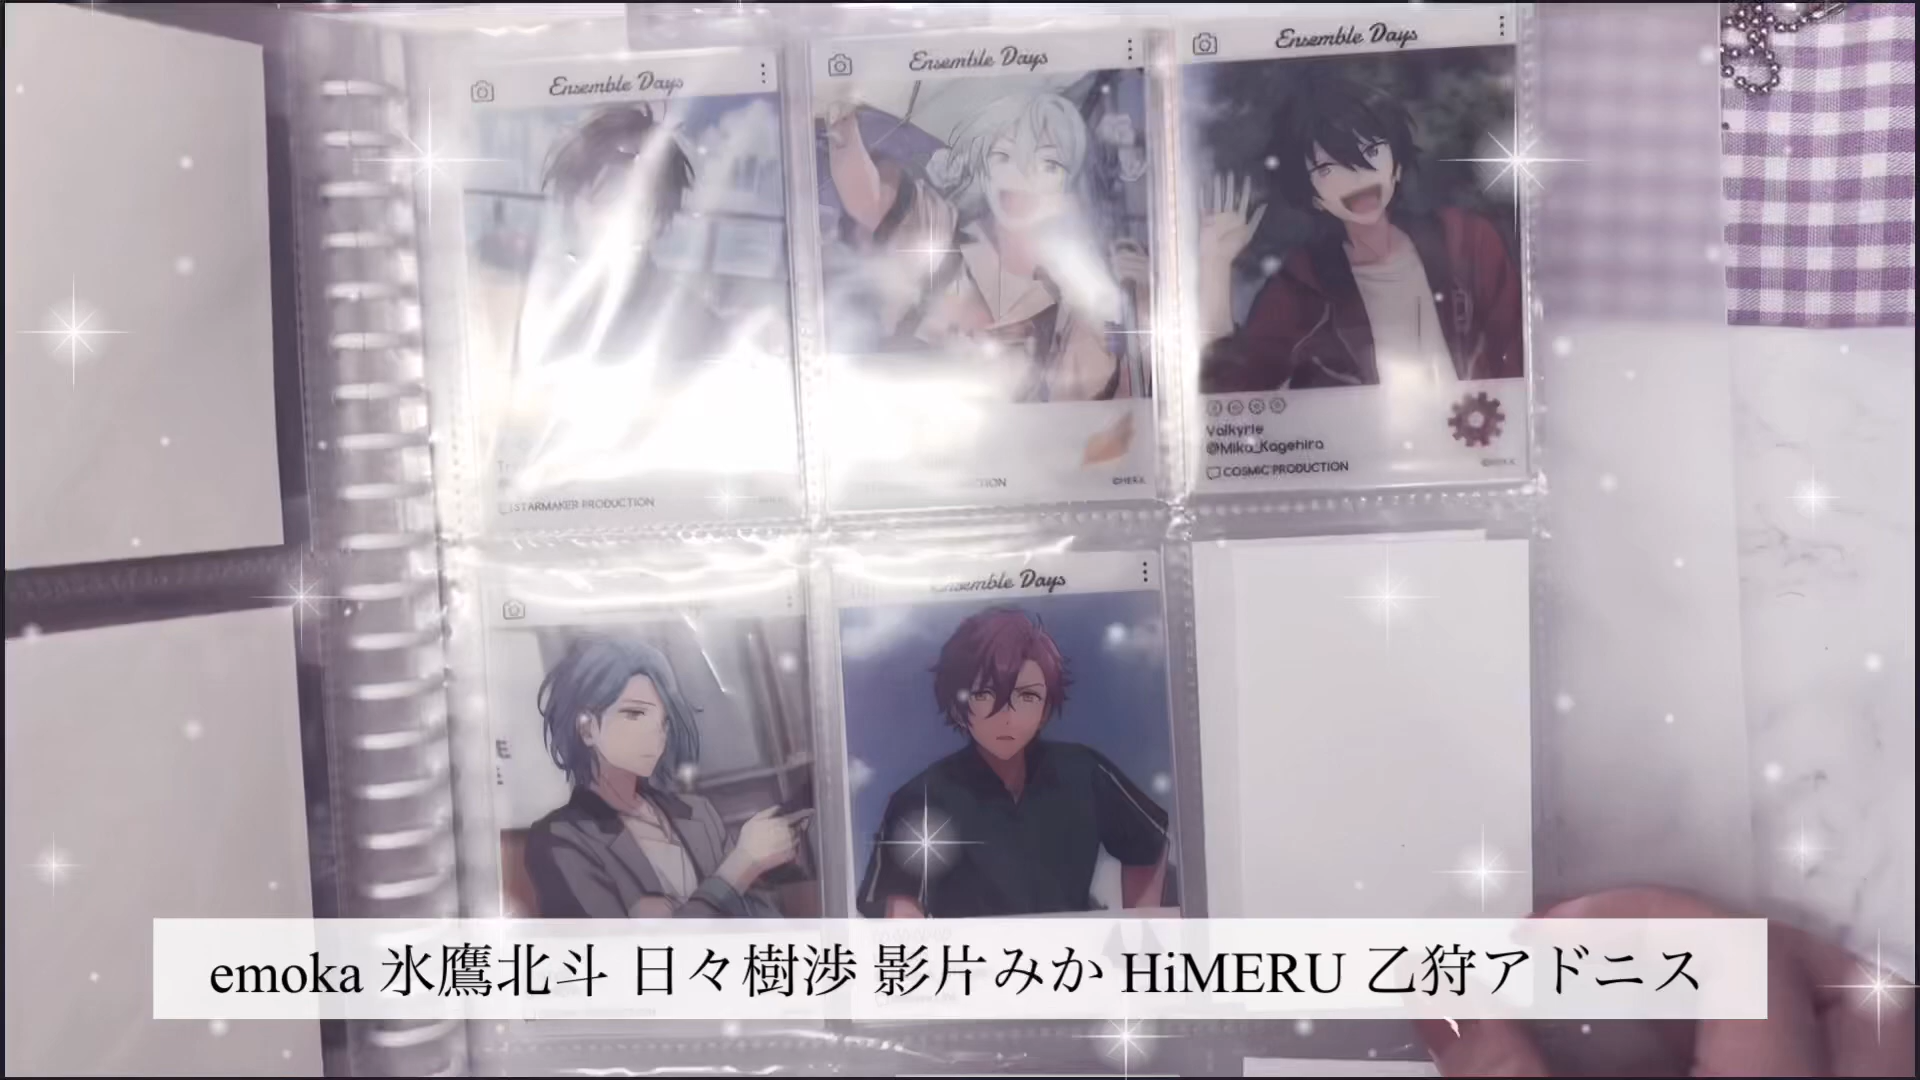 Ensemble Days
Ensemble Days
Ensemble Days
STARMAKER PRODUCTION
©HEKK
Valkyrie
@Mika_Kagehira
COSMIC PRODUCTION
Ensemble Days
emoka 氷鷹北斗 日々樹渉 影片みか HiMERU 乙狩アドニス